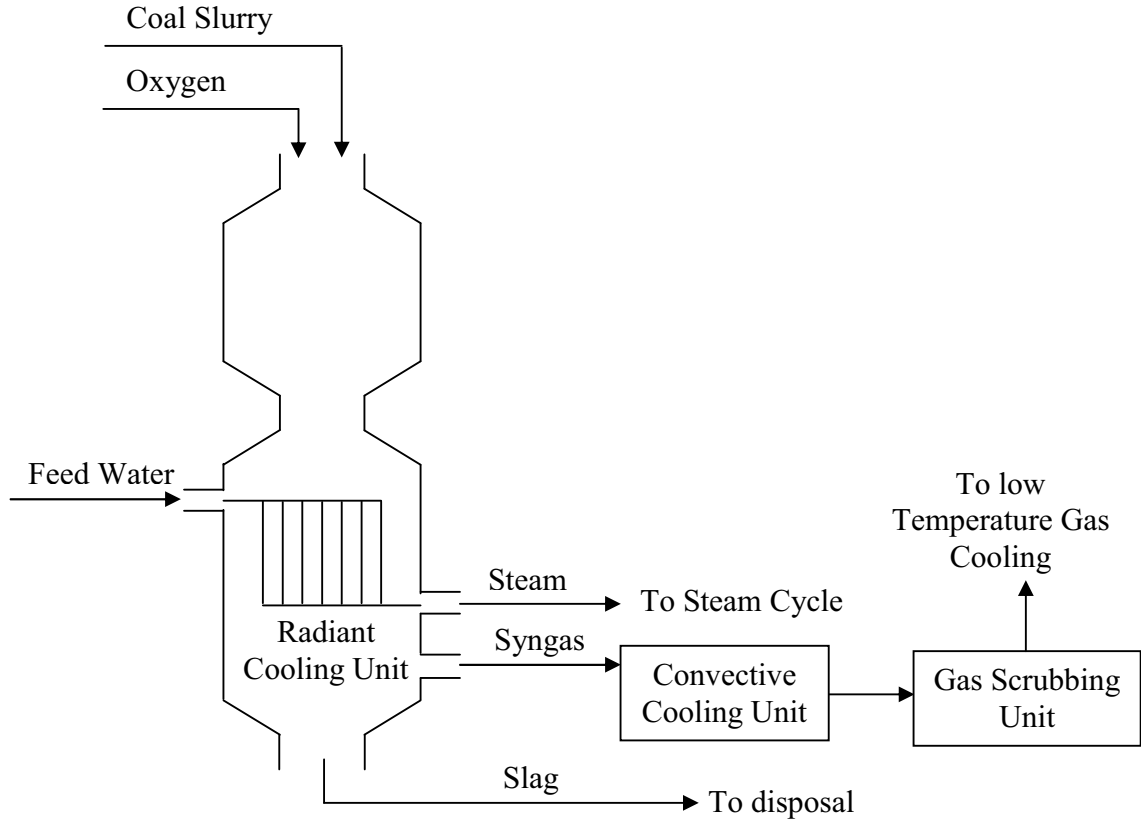 Coal Slurry
Oxygen
Feed Water
To low
Temperature Gas
Cooling
Steam
To Steam Cycle
Radiant
Cooling Unit
Syngas
Convective
Cooling Unit
Gas Scrubbing
Unit
Slag
To disposal